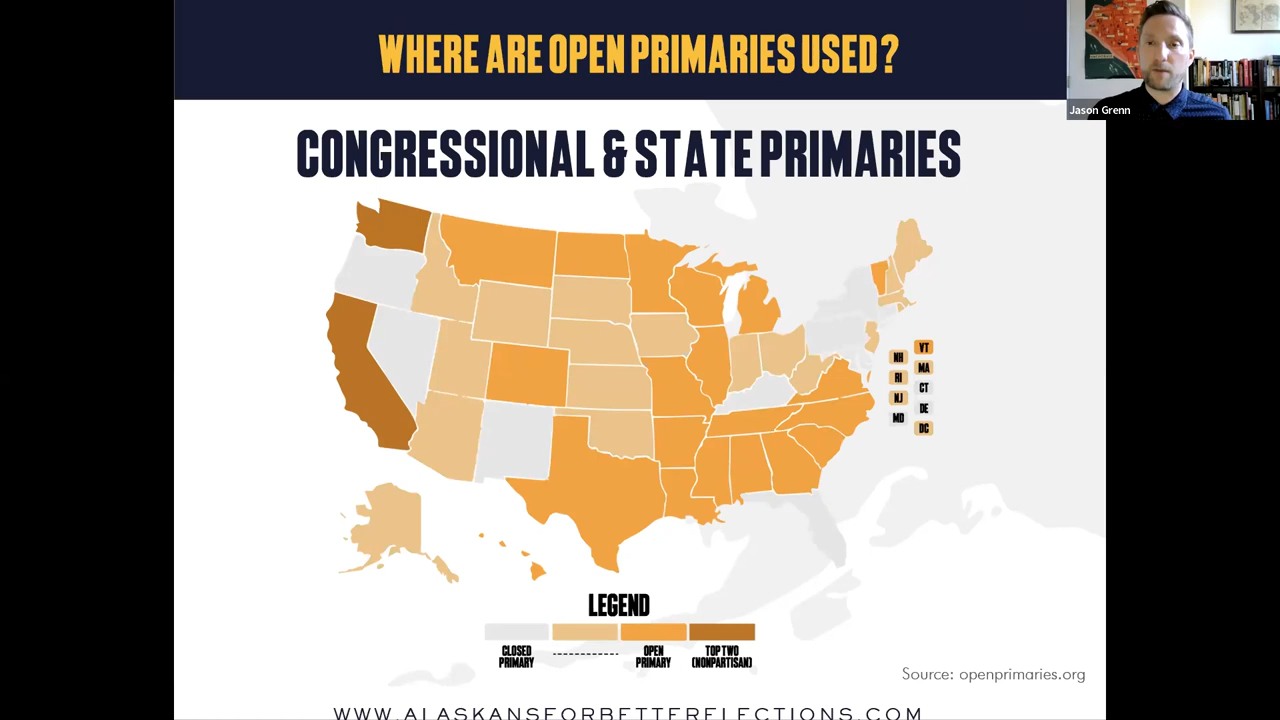 WHERE ARE OPEN PRIMARIES USED?
Jason Grenn
CONGRESSIONAL & STATE PRIMARIES
VT
NH
MA
RI
CT
NJ
DE
MD
DC
LEGEND
CLOSED
PRIMARY
OPEN
PRIMARY
TOP TWO
(NONPARTISAN)
Source: openprimaries.org
WWW.ALASKANSFORBETTERELECTIONS.COM